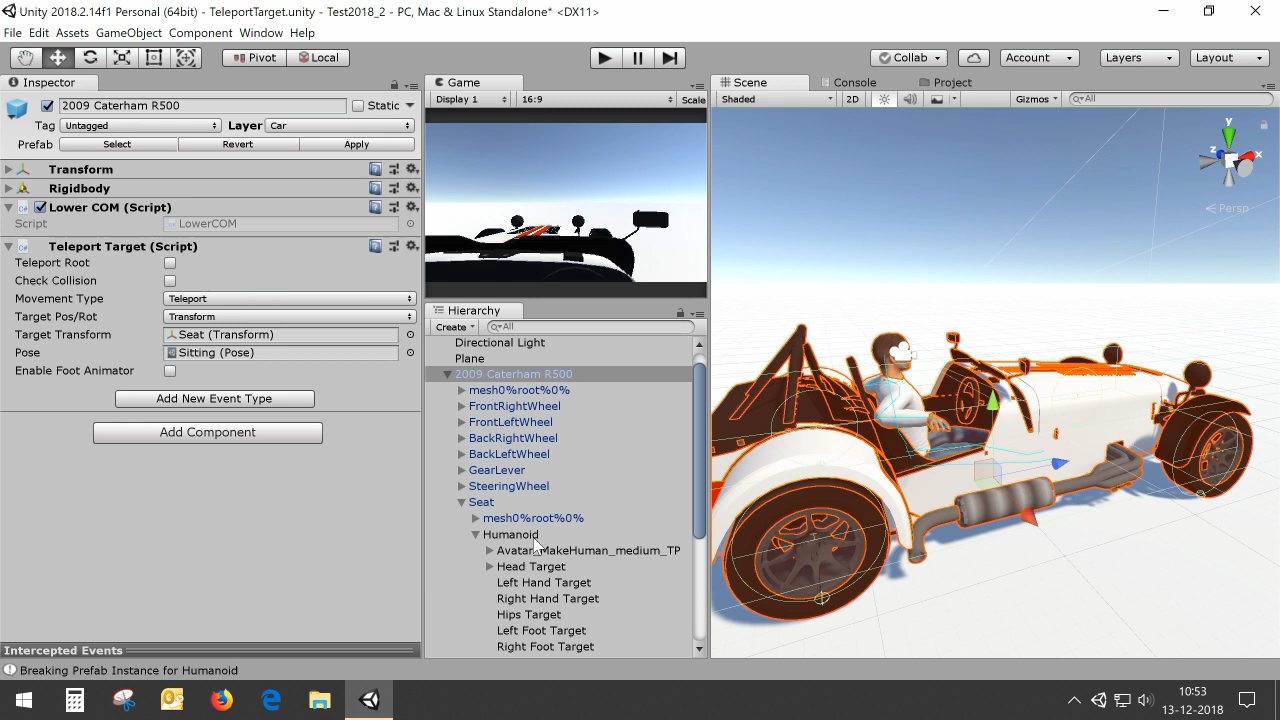 Unity 2018.2.14f1 Personal (64bit) - TeleportTarget.unity - Test2018_2 - PC, Mac & Linux Standalone* <DX11>
File Edit Assets GameObject Component Window Help
Pivot Local Collab Account Layers Layout
Inspector
2009 Caterham R500 Static
Tag Untagged Layer Car
Prefab Select Revert Apply
Transform
Rigidbody
Lower COM (Script)
Script LowerCOM
Teleport Target (Script)
Teleport Root
Check Collision
Movement Type Teleport
Target Pos/Rot Transform
Target Transform Seat (Transform)
Pose Sitting (Pose)
Enable Foot Animator
Add New Event Type
Add Component
Intercepted Events
Game
Display 1 16:9 Scale
Hierarchy
Create All
Directional Light
Plane
2009 Caterham R500
mesh0%root%0%
FrontRightWheel
FrontLeftWheel
BackRightWheel
BackLeftWheel
GearLever
SteeringWheel
Seat
mesh0%root%0%
Humanoid
Avatar MakeHuman_medium_TP
Head Target
Left Hand Target
Right Hand Target
Hips Target
Left Foot Target
Right Foot Target
Scene Console Project
Shaded 2D Gizmos All
y
z x
Persp
Breaking Prefab Instance for Humanoid
10:53
13-12-2018